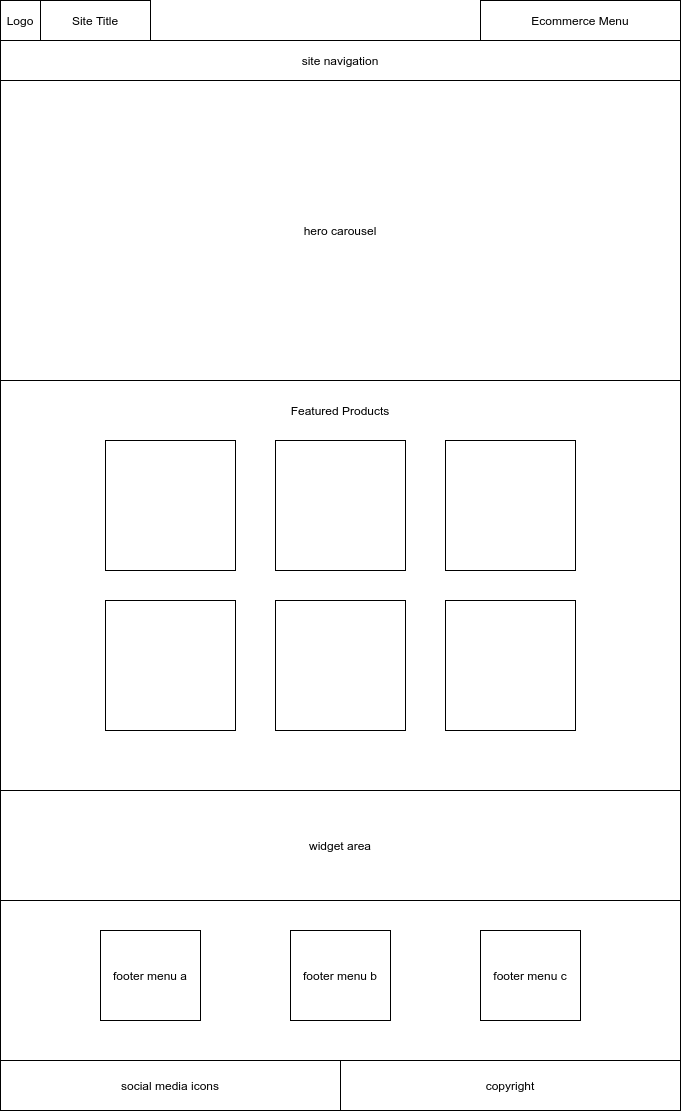 Logo
Site Title
Ecommerce Menu
site navigation
hero carousel
Featured Products
widget area
footer menu a
footer menu b
footer menu c
social media icons
copyright